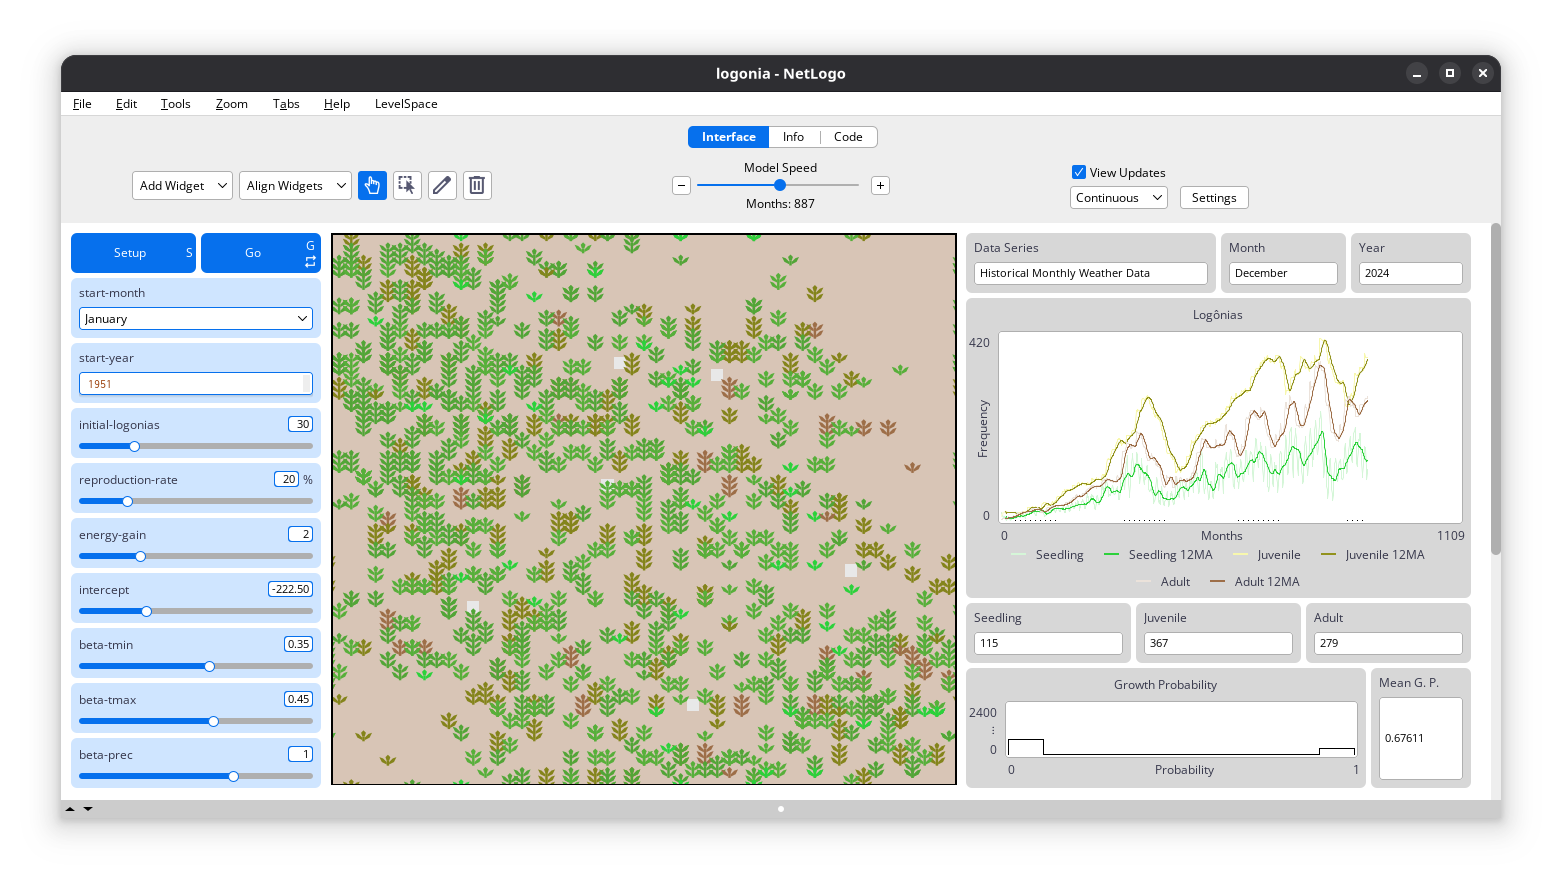 logonia - NetLogo
File Edit Tools Zoom Tabs Help LevelSpace
Interface Info Code
Add Widget Align Widgets
Model Speed
Months: 887
View Updates
Continuous Settings
Setup S Go G
start-month
January
start-year
1951
initial-logonias 30
reproduction-rate 20 %
energy-gain 2
intercept -222.50
beta-tmin 0.35
beta-tmax 0.45
beta-prec 1
Data Series Month Year
Historical Monthly Weather Data December 2024
Logônias
420
Frequency
0
0 Months 1109
Seedling Seedling 12MA Juvenile Juvenile 12MA
Adult Adult 12MA
Seedling Juvenile Adult
115 367 279
Growth Probability Mean G. P.
2400
0
0.67611
0 Probability 1